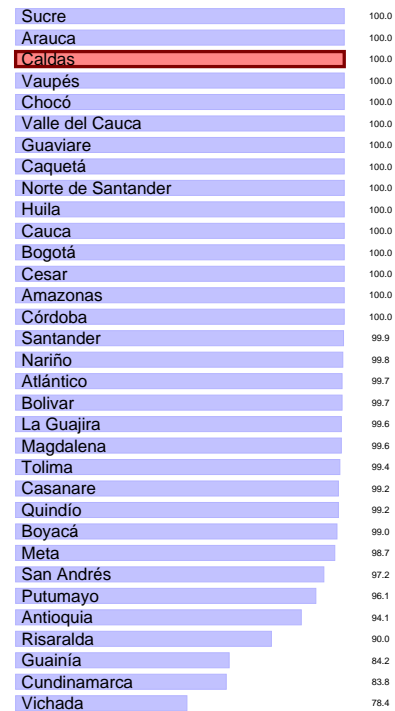 Sucre 100.0
Arauca 100.0
Caldas 100.0
Vaupés 100.0
Chocó 100.0
Valle del Cauca 100.0
Guaviare 100.0
Caquetá 100.0
Norte de Santander 100.0
Huila 100.0
Cauca 100.0
Bogotá 100.0
Cesar 100.0
Amazonas 100.0
Córdoba 100.0
Santander 99.9
Nariño 99.8
Atlántico 99.7
Bolivar 99.7
La Guajira 99.6
Magdalena 99.6
Tolima 99.4
Casanare 99.2
Quindío 99.2
Boyacá 99.0
Meta 98.7
San Andrés 97.2
Putumayo 96.1
Antioquia 94.1
Risaralda 90.0
Guainía 84.2
Cundinamarca 83.8
Vichada 78.4